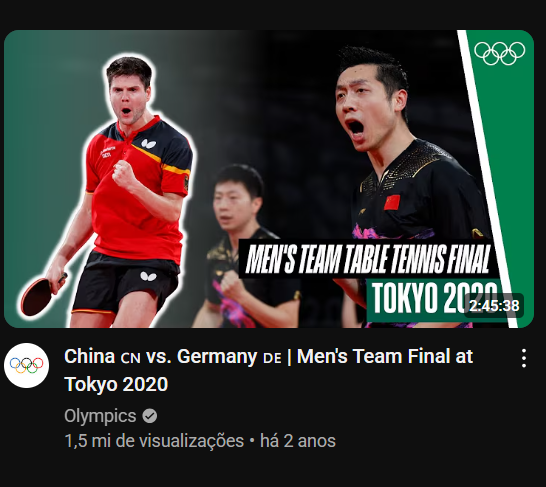 MEN'S TEAM TABLE TENNIS FINAL
TOKYO 2020
2:45:38
China CN vs. Germany DE | Men's Team Final at
Tokyo 2020
Olympics
1,5 mi de visualizações • há 2 anos